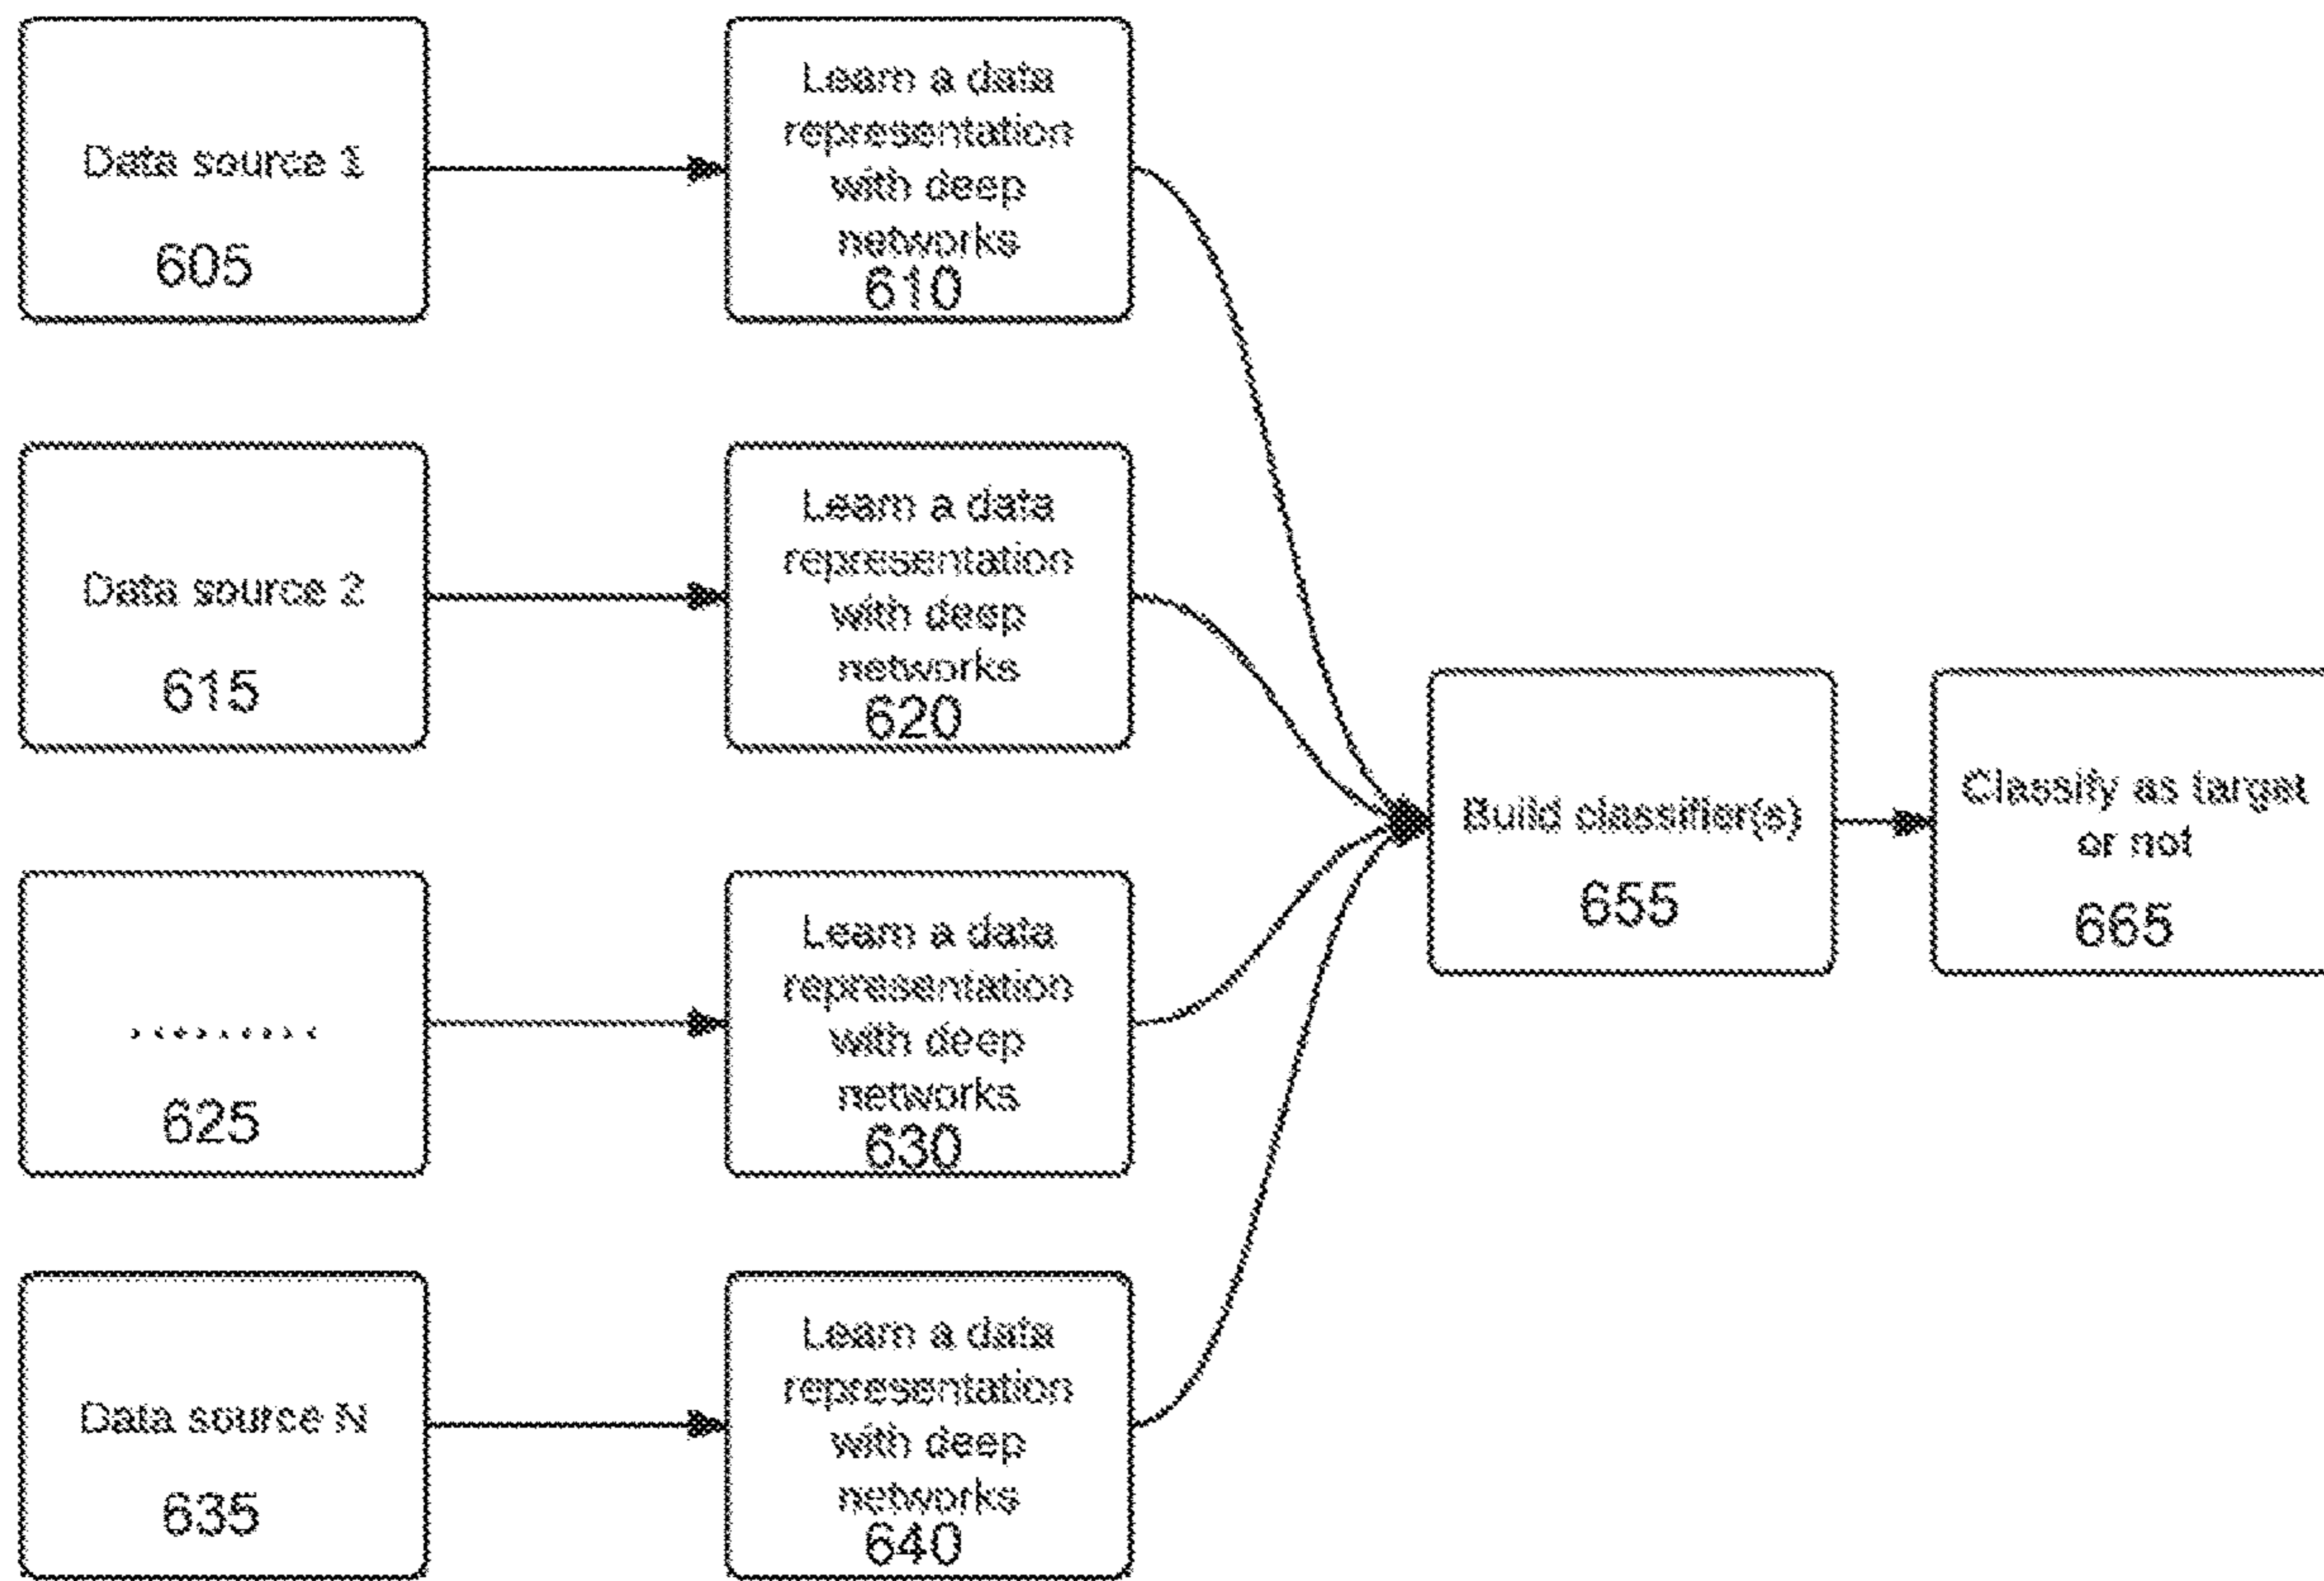 Data source 1
605
Learn a data
representation
with deep
networks
610
Data source 2
615
Learn a data
representation
with deep
networks
620
.........
625
Learn a data
representation
with deep
networks
630
Data source N
635
Learn a data
representation
with deep
networks
640
Build classifier(s)
655
Classify as target
or not
665